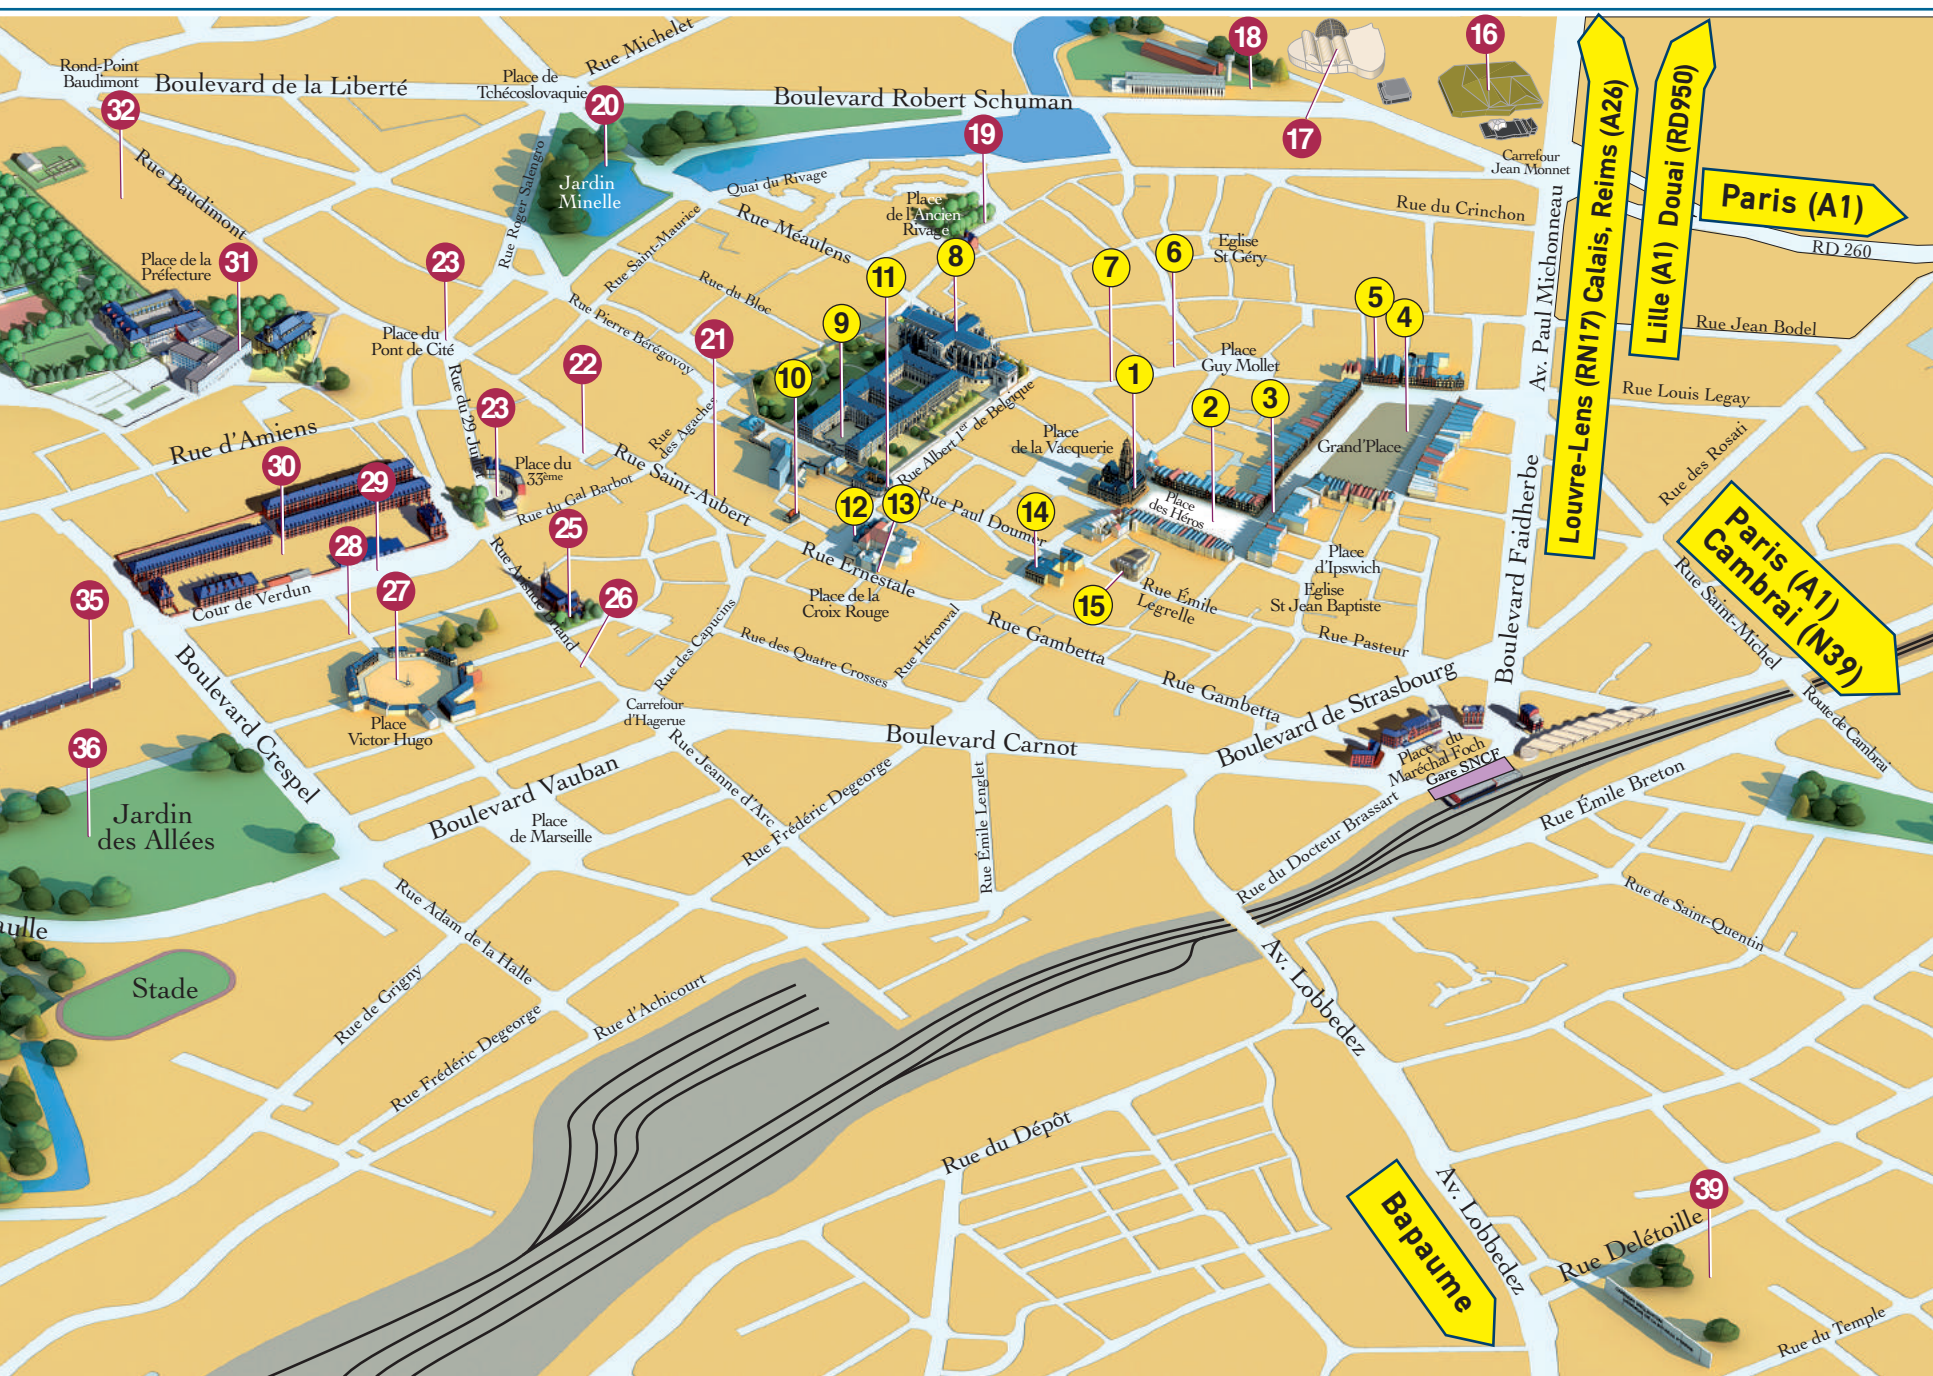 Rue Michelet
Rond-Point
Baudimont
Boulevard de la Liberté
Place de
Tchécoslovaquie
Boulevard Robert Schuman
32
20
19
18
17
16
Carrefour
Jean Monnet
Louvre-Lens (RN17) Calais, Reims (A26)
Lille (A1) Douai (RD950)
Paris (A1)
RD 260
Rue Baudimont
Rue Roger Salengro
Jardin
Minelle
Quai du Rivage
Rue Méaulens
Rue Saint-Maurice
Place
de l'Ancien
Rivage
Rue du Crinchon
Av. Paul Michonneau
Eglise
St Géry
Place de la
Préfecture
31
23
Rue du Bloc
Rue Pierre Bérégovoy
11
8
7
6
5
4
Rue Jean Bodel
Place du
Pont de Cité
22
21
10
9
1
2
3
Place
Guy Mollet
Rue Louis Legay
Rue d'Amiens
Rue du 29 Juillet
23
Place du
33ème
Rue
des Agaches
Rue Saint-Aubert
Rue Albert 1er de Belgique
Place
de la Vacquerie
Grand'Place
Rue des Rosati
30
29
28
27
Rue du Gal Barbot
12
13
14
15
Rue Paul Doumer
Place
des Héros
Place
d'Ipswich
Eglise
St Jean Baptiste
Boulevard Faidherbe
Paris (A1)
Cambrai (N39)
35
Cour de Verdun
25
26
Rue Ernestale
Place de la
Croix Rouge
Rue Émile
Legrelle
Rue Pasteur
Rue Saint-Michel
Rue des Capucins
Rue des Quatre Crosses
Rue Héronval
Rue Gambetta
Rue Gambetta
Boulevard de Strasbourg
Place
Victor Hugo
Carrefour
d'Hagerue
Boulevard Crespel
Boulevard Carnot
Place du
Maréchal-Foch
Gare SNCF
Route de Cambrai
36
Jardin
des Allées
Boulevard Vauban
Place
de Marseille
Rue Jeanne d'Arc
Rue Frédéric Degeorge
Rue Émile Lenglet
Rue du Docteur Brassart
Rue Émile Breton
Rue de Saint-Quentin
aulle
Stade
Rue Adam de la Halle
Rue de Grigny
Rue Frédéric Degeorge
Rue d'Achicourt
Av. Lobbedez
Rue du Dépôt
Av. Lobbedez
Bapaume
39
Rue Delétoille
Rue du Temple